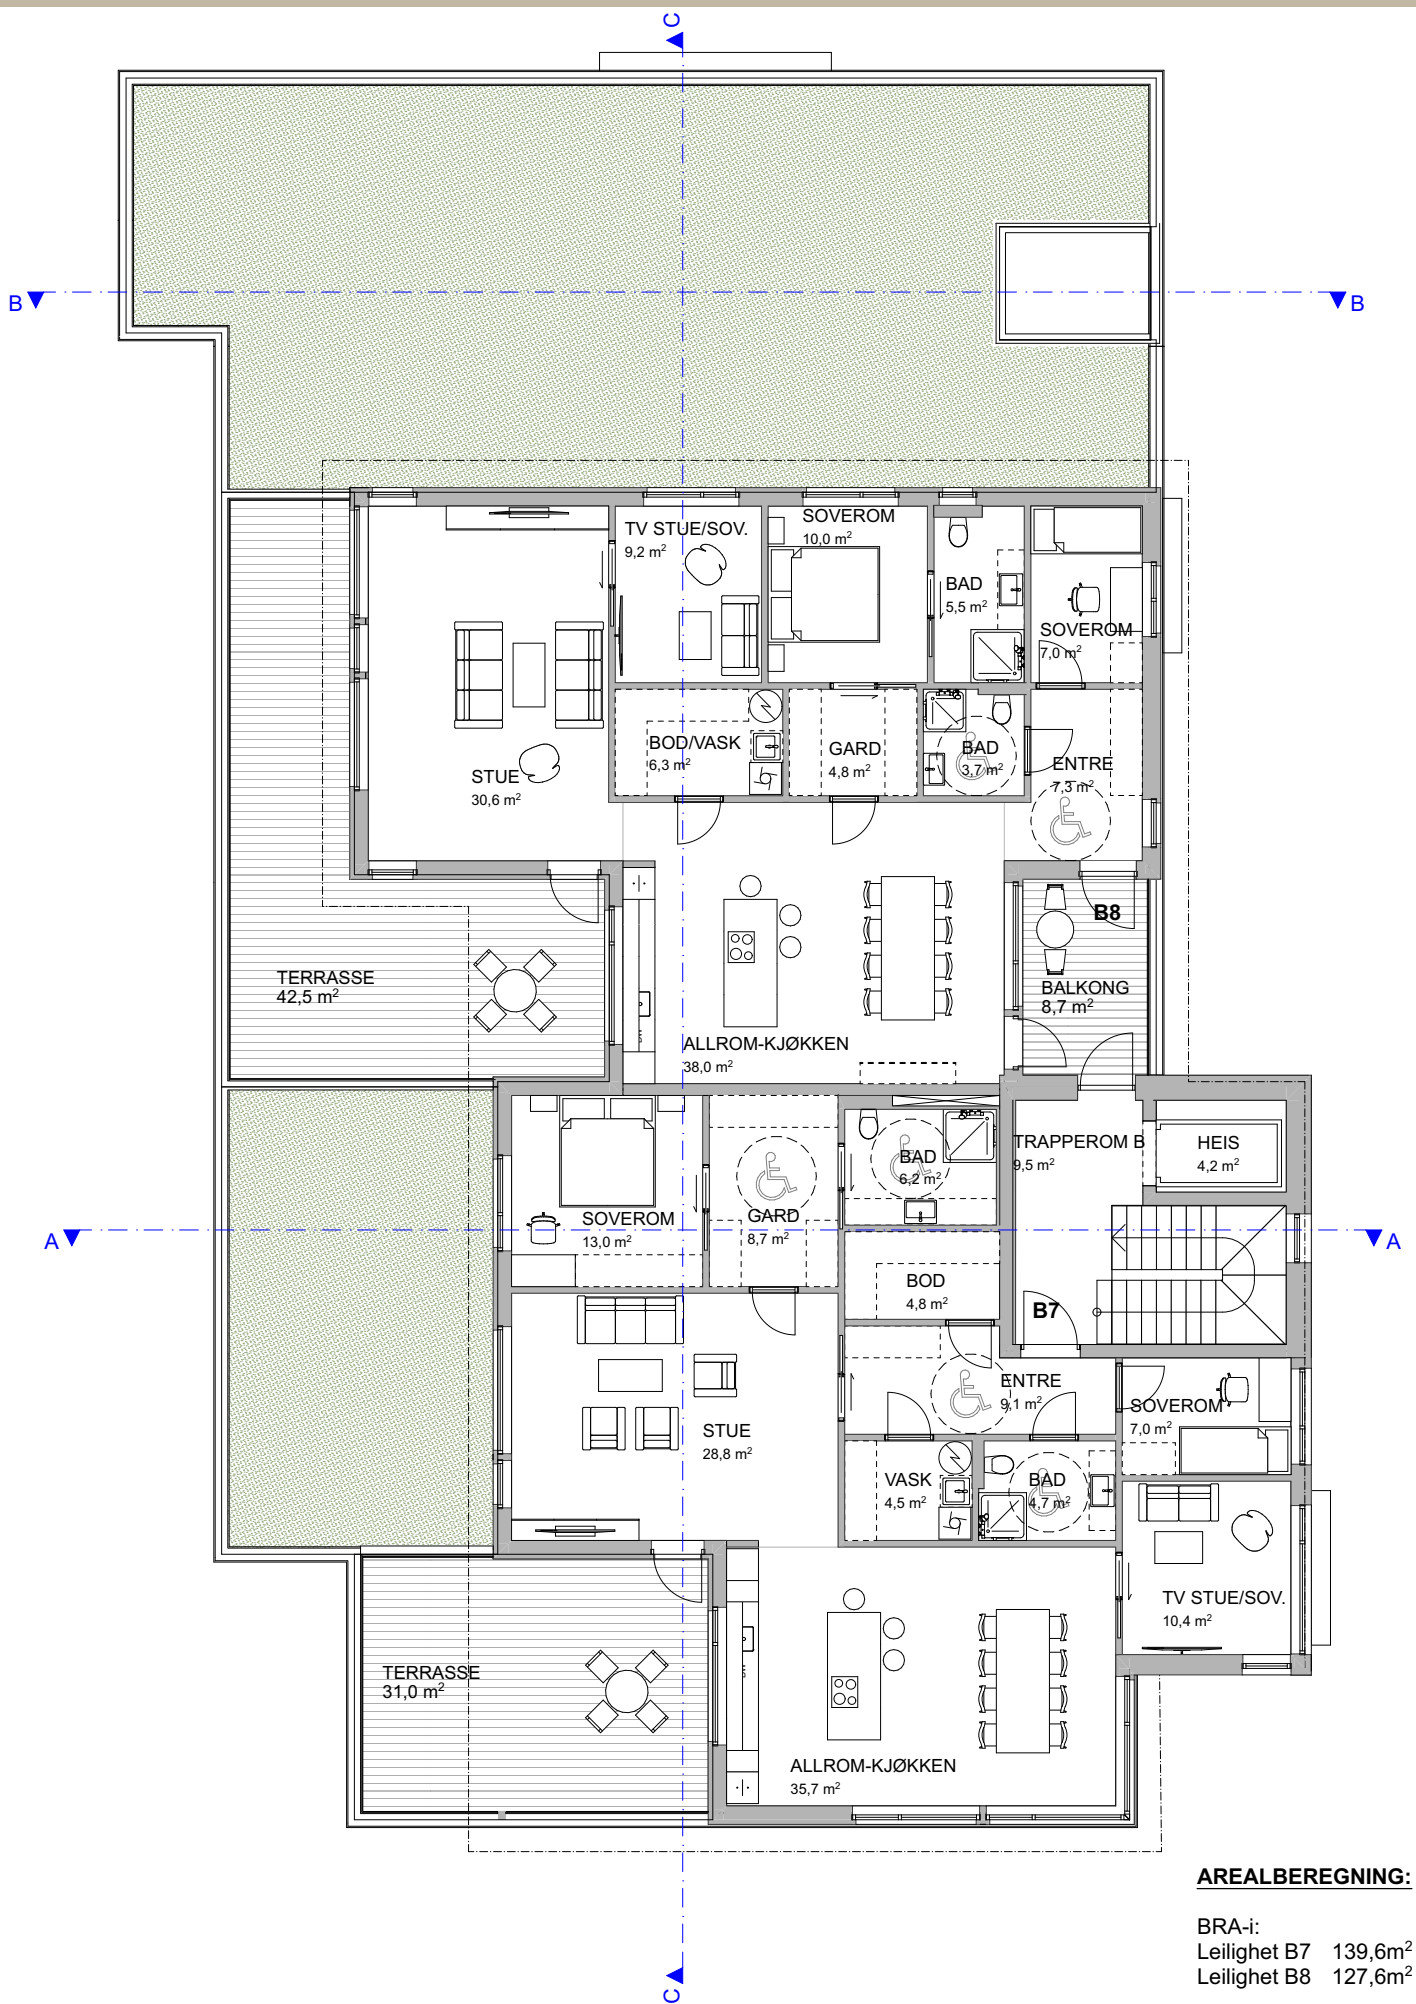 C
B
B
TV STUE/SOV.
9,2 m²
SOVEROM
10,0 m²
BAD
5,5 m²
SOVEROM
7,0 m²
STUE
30,6 m²
BOD/VASK
6,3 m²
GARD
4,8 m²
BAD
3,7 m²
ENTRE
7,3 m²
B8
TERRASSE
42,5 m²
BALKONG
8,7 m²
ALLROM-KJØKKEN
38,0 m²
TRAPPEROM B
9,5 m²
HEIS
4,2 m²
BAD
6,2 m²
SOVEROM
13,0 m²
GARD
8,7 m²
A
A
BOD
4,8 m²
B7
ENTRE
9,1 m²
SOVEROM
7,0 m²
STUE
28,8 m²
VASK
4,5 m²
BAD
4,7 m²
TV STUE/SOV.
10,4 m²
TERRASSE
31,0 m²
ALLROM-KJØKKEN
35,7 m²
C
AREALBEREGNING:
BRA-i:
Leilighet B7 139,6m²
Leilighet B8 127,6m²